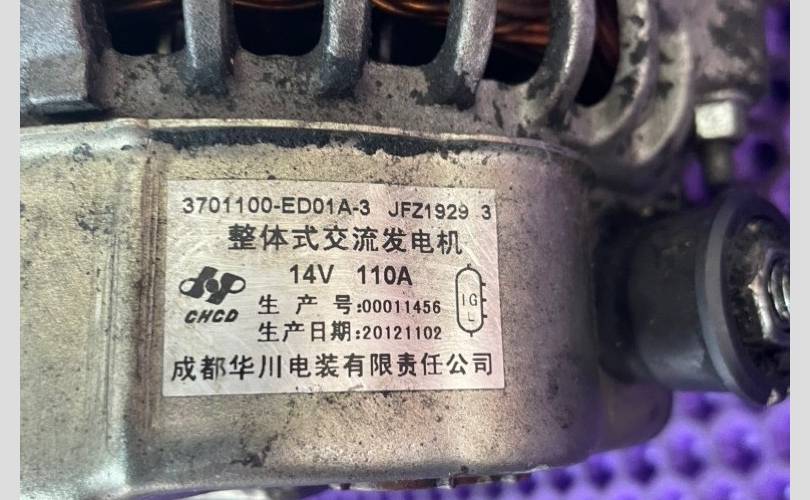 3701100-ED01A-3 JFZ1929 3
整体式交流发电机
14V 110A
CHCD
生产号:00011456
IG
L
生产日期:20121102
成都华川电装有限责任公司